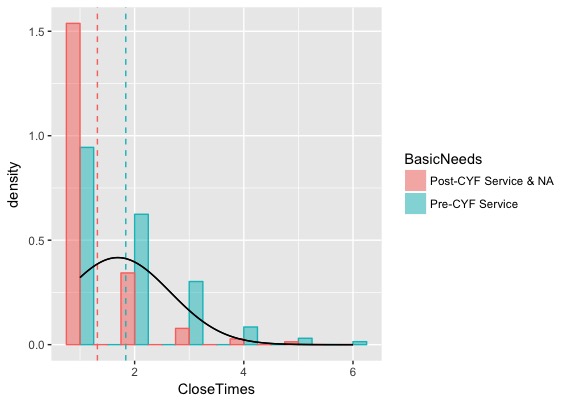 1.5
1.0
0.5
0.0
density
2
4
6
CloseTimes
BasicNeeds
Post-CYF Service & NA
Pre-CYF Service